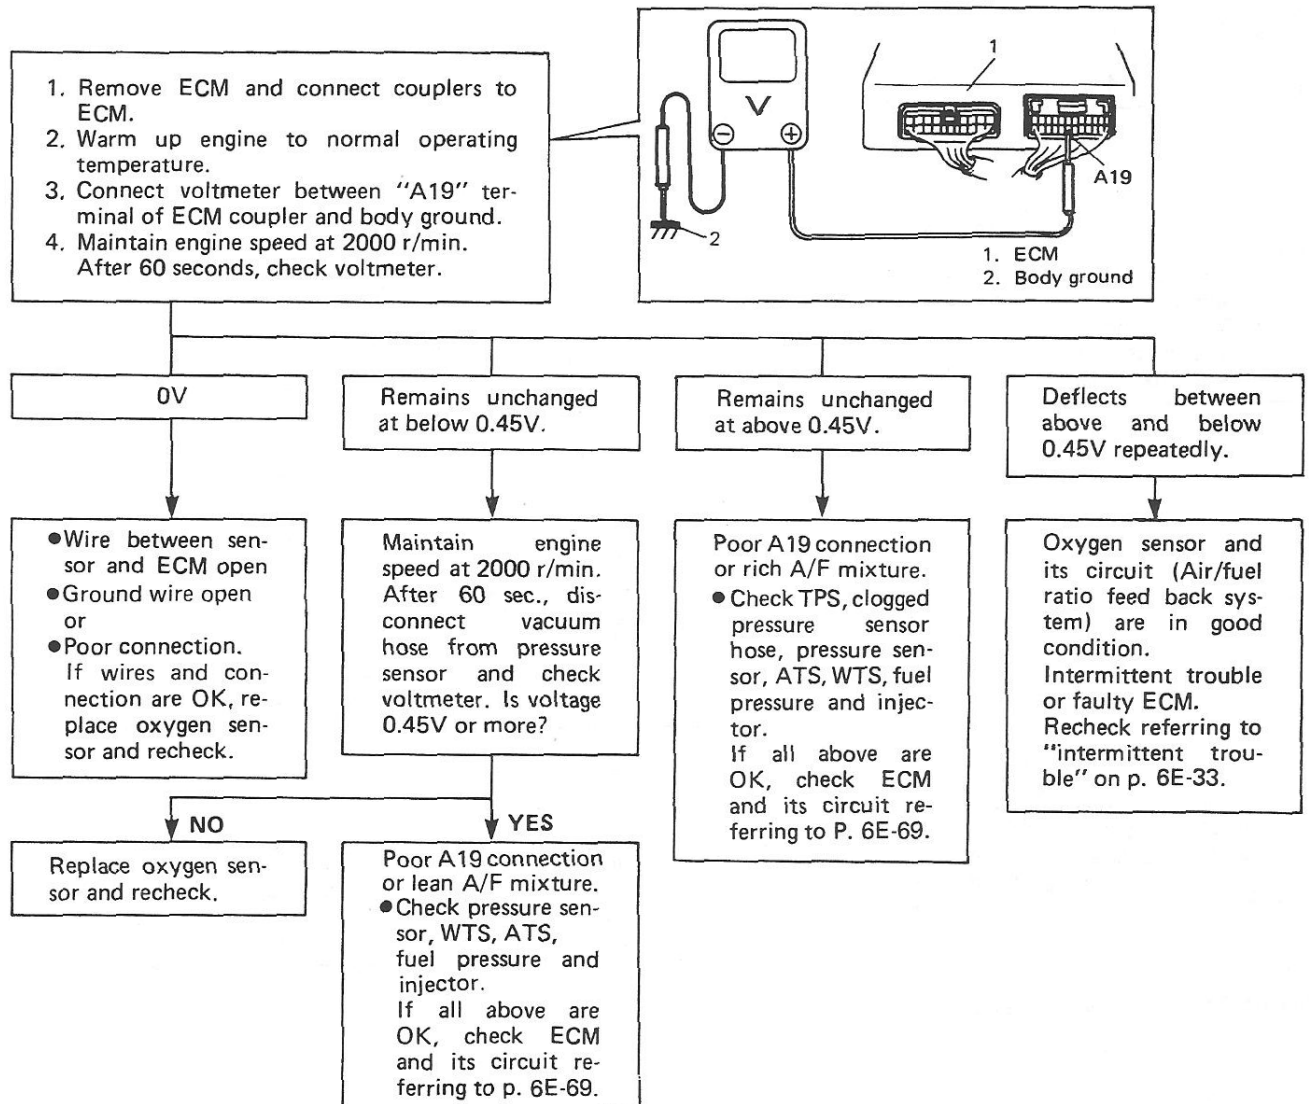 1. Remove ECM and connect couplers to
ECM.
2. Warm up engine to normal operating
temperature.
3. Connect voltmeter between "A19" ter-
minal of ECM coupler and body ground.
4. Maintain engine speed at 2000 r/min.
After 60 seconds, check voltmeter.
V
1
A19
2
1. ECM
2. Body ground
0V
Remains unchanged
at below 0.45V.
Remains unchanged
at above 0.45V.
Deflects between
above and below
0.45V repeatedly.
●Wire between sen-
sor and ECM open
●Ground wire open
or
●Poor connection.
If wires and con-
nection are OK, re-
place oxygen sen-
sor and recheck.
Maintain engine
speed at 2000 r/min.
After 60 sec., dis-
connect vacuum
hose from pressure
sensor and check
voltmeter. Is voltage
0.45V or more?
Poor A19 connection
or rich A/F mixture.
● Check TPS, clogged
pressure sensor
hose, pressure sen-
sor, ATS, WTS, fuel
pressure and injec-
tor.
If all above are
OK, check ECM
and its circuit re-
ferring to P. 6E-69.
Oxygen sensor and
its circuit (Air/fuel
ratio feed back sys-
tem) are in good
condition.
Intermittent trouble
or faulty ECM.
Recheck referring to
"intermittent trou-
ble" on p. 6E-33.
NO
YES
Replace oxygen sen-
sor and recheck.
Poor A19 connection
or lean A/F mixture.
●Check pressure sen-
sor, WTS, ATS,
fuel pressure and
injector.
If all above are
OK, check ECM
and its circuit re-
ferring to p. 6E-69.